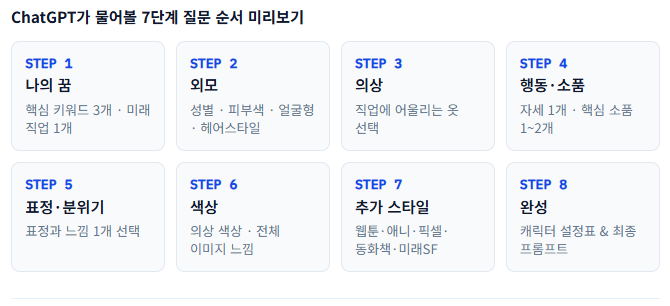 ChatGPT가 물어볼 7단계 질문 순서 미리보기
STEP 1
나의 꿈
핵심 키워드 3개 · 미래
직업 1개
STEP 2
외모
성별 · 피부색 · 얼굴형
· 헤어스타일
STEP 3
의상
직업에 어울리는 옷
선택
STEP 4
행동·소품
자세 1개 · 핵심 소품
1~2개
STEP 5
표정·분위기
표정과 느낌 1개 선택
STEP 6
색상
의상 색상 · 전체
이미지 느낌
STEP 7
추가 스타일
웹툰·애니·픽셀·
동화책·미래SF
STEP 8
완성
캐릭터 설정표 & 최종
프롬프트